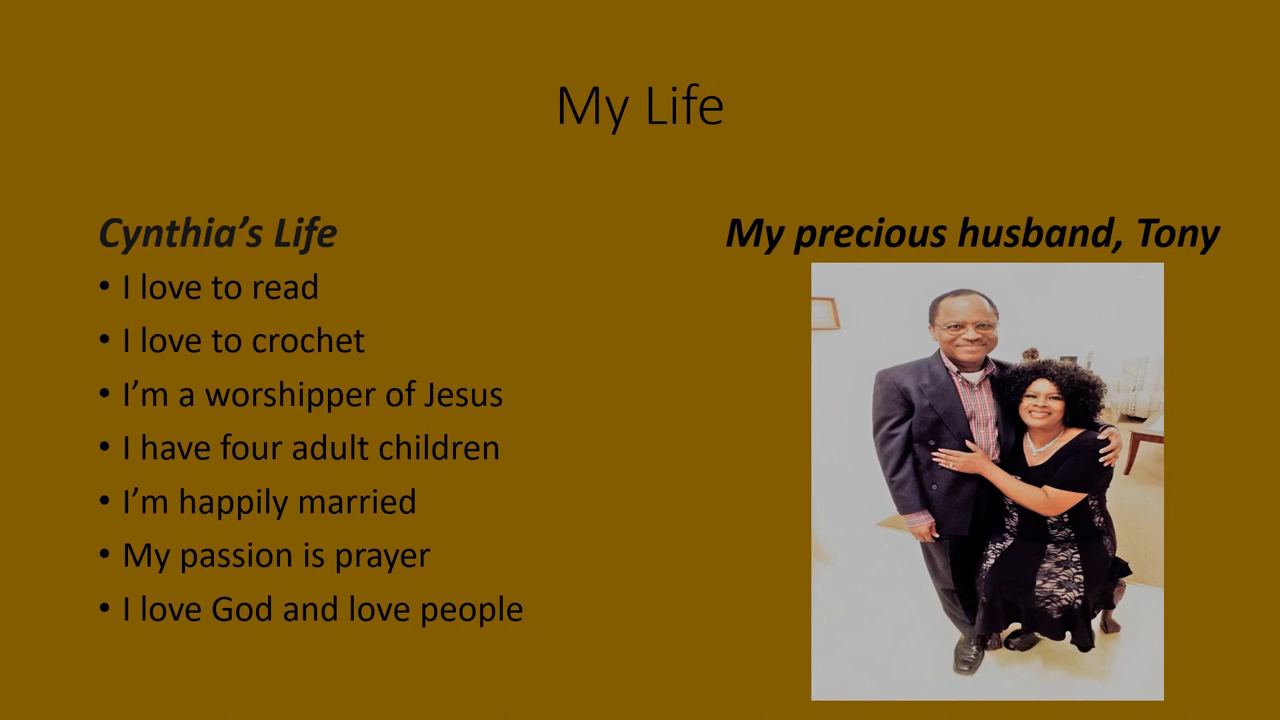 My Life
Cynthia’s Life
• I love to read
• I love to crochet
• I’m a worshipper of Jesus
• I have four adult children
• I’m happily married
• My passion is prayer
• I love God and love people
My precious husband, Tony